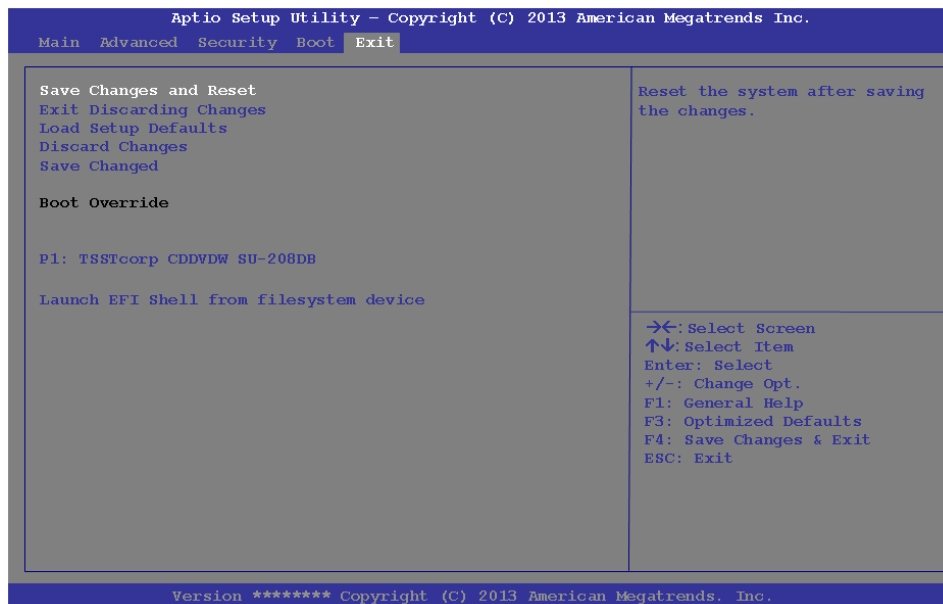 Aptio Setup Utility – Copyright (C) 2013 American Megatrends Inc.
Main Advanced Security Boot Exit
Save Changes and Reset
Exit Discarding Changes
Load Setup Defaults
Discard Changes
Save Changed
Boot Override
P1: TSSTcorp CDDVDW SU-208DB
Launch EFI Shell from filesystem device
Reset the system after saving
the changes.
→←: Select Screen
↑↓: Select Item
Enter: Select
+/-: Change Opt.
F1: General Help
F3: Optimized Defaults
F4: Save Changes & Exit
ESC: Exit
Version ******** Copyright (C) 2013 American Megatrends. Inc.